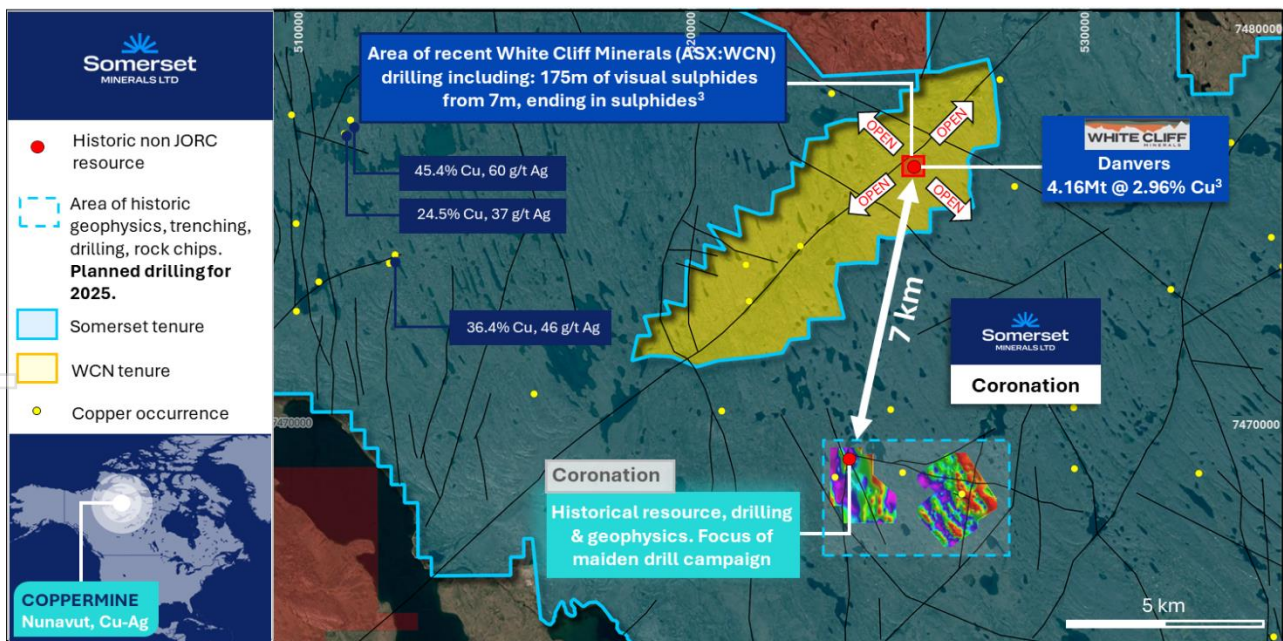 Somerset
MINERALS LTD
Historic non JORC
resource
Area of historic
geophysics, trenching,
drilling, rock chips.
Planned drilling for
2025.
Somerset tenure
WCN tenure
Copper occurrence
COPPERMINE
Nunavut, Cu-Ag
510000
520000
530000
7480000
Area of recent White Cliff Minerals (ASX:WCN)
drilling including: 175m of visual sulphides
from 7m, ending in sulphides³
45.4% Cu, 60 g/t Ag
24.5% Cu, 37 g/t Ag
36.4% Cu, 46 g/t Ag
OPEN
OPEN
OPEN
OPEN
WHITE CLIFF
MINERALS
Danvers
4.16Mt @ 2.96% Cu³
7 km
Somerset
MINERALS LTD
Coronation
7470000
7470000
Coronation
Historical resource, drilling
& geophysics. Focus of
maiden drill campaign
5 km